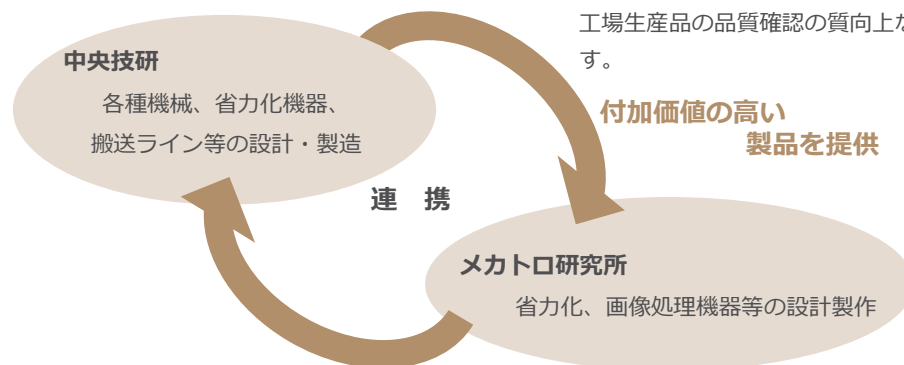 工場生産品の品質確認の質向上な
す。
中央技研
各種機械、省力化機器、
搬送ライン等の設計・製造
付加価値の高い
製品を提供
連　携
メカトロ研究所
省力化、画像処理機器等の設計製作